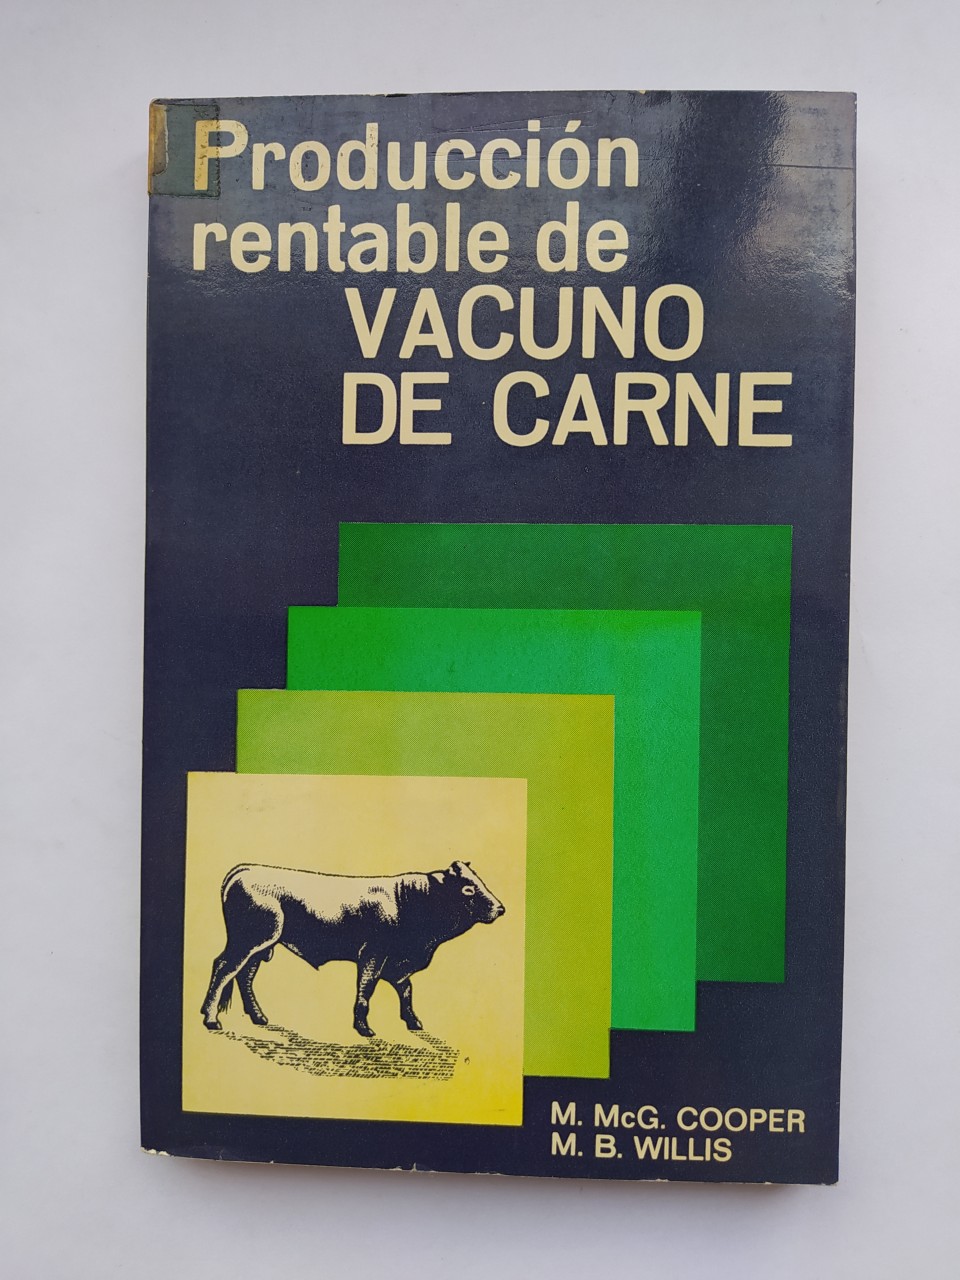 Producción
rentable de
VACUNO
DE CARNE
M. McG. COOPER
M. B. WILLIS